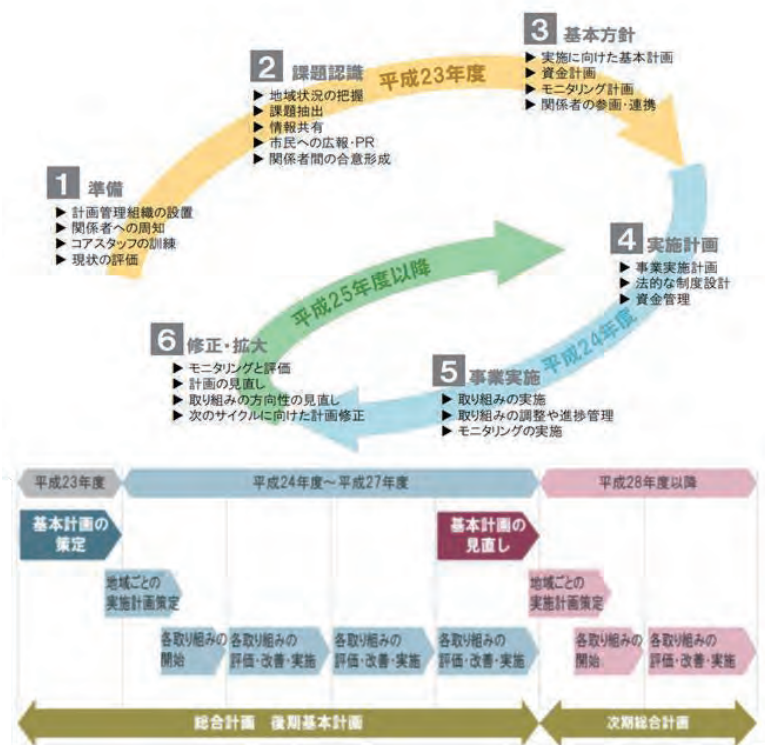 1 準備
▶ 計画管理組織の設置
▶ 関係者への周知
▶ コアスタッフの訓練
▶ 現状の評価
2 課題認識
▶ 地域状況の把握
▶ 課題抽出
▶ 情報共有
▶ 市民への広報・PR
▶ 関係者間の合意形成
平成23年度
3 基本方針
▶ 実施に向けた基本計画
▶ 資金計画
▶ モニタリング計画
▶ 関係者の参画・連携
4 実施計画
▶ 事業実施計画
▶ 法的な制度設計
▶ 資金管理
平成24年度
5 事業実施
▶ 取り組みの実施
▶ 取り組みの調整や進捗管理
▶ モニタリングの実施
6 修正・拡大
▶ モニタリングと評価
▶ 計画の見直し
▶ 取り組みの方向性の見直し
▶ 次のサイクルに向けた計画修正
平成25年度以降
平成23年度
平成24年度～平成27年度
平成28年度以降
基本計画の
策定
基本計画の
見直し
地域ごとの
実施計画策定
地域ごとの
実施計画策定
各取り組みの
開始
各取り組みの
評価・改善・実施
各取り組みの
評価・改善・実施
各取り組みの
評価・改善・実施
各取り組みの
開始
各取り組みの
評価・改善・実施
総合計画 後期基本計画
次期総合計画